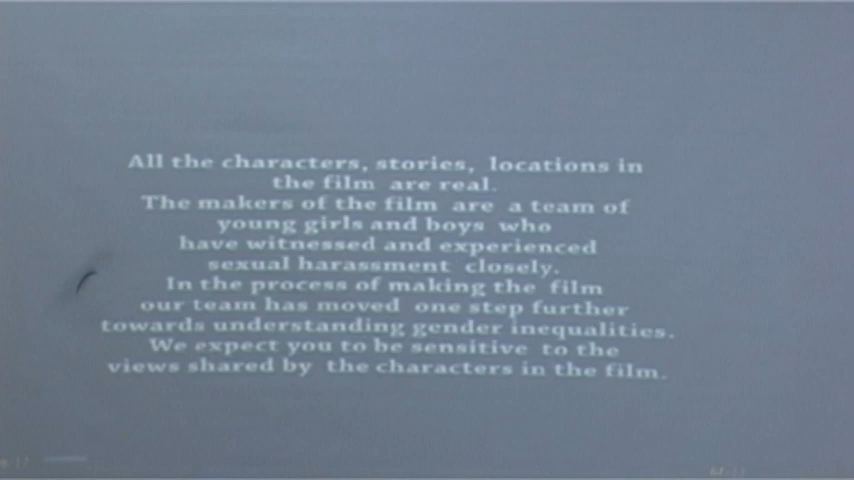 All the characters, stories, locations in
the film are real.
The makers of the film are a team of
young girls and boys who
have witnessed and experienced
sexual harassment closely.
In the process of making the film
our team has moved one step further
towards understanding gender inequalities.
We expect you to be sensitive to the
views shared by the characters in the film.